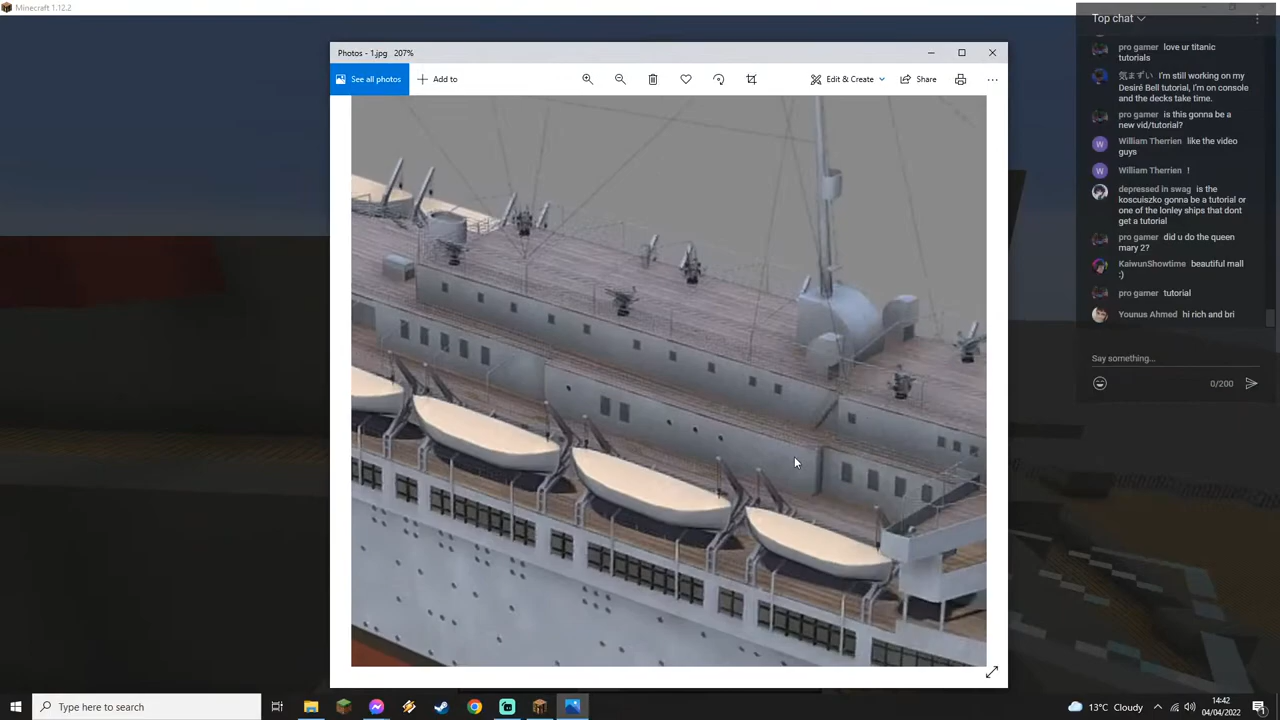 Minecraft 1.12.2
Top chat
Photos - 1.jpg 207%
See all photos
Add to
Edit & Create
Share
pro gamer love ur titanic
tutorials
気まずい I'm still working on my
Desiré Bell tutorial, I'm on console
and the decks take time.
pro gamer is this gonna be a
new vid/tutorial?
William Therrien like the video
guys
William Therrien !
depressed in swag is the
koscuiszko gonna be a tutorial or
one of the lonley ships that dont
get a tutorial
pro gamer did u do the queen
mary 2?
KaiwunShowtime beautiful mall
:)
pro gamer tutorial
Younus Ahmed hi rich and bri
Say something...
0/200
W
W
Type here to search
13°C Cloudy
14:42
04/04/2022
1